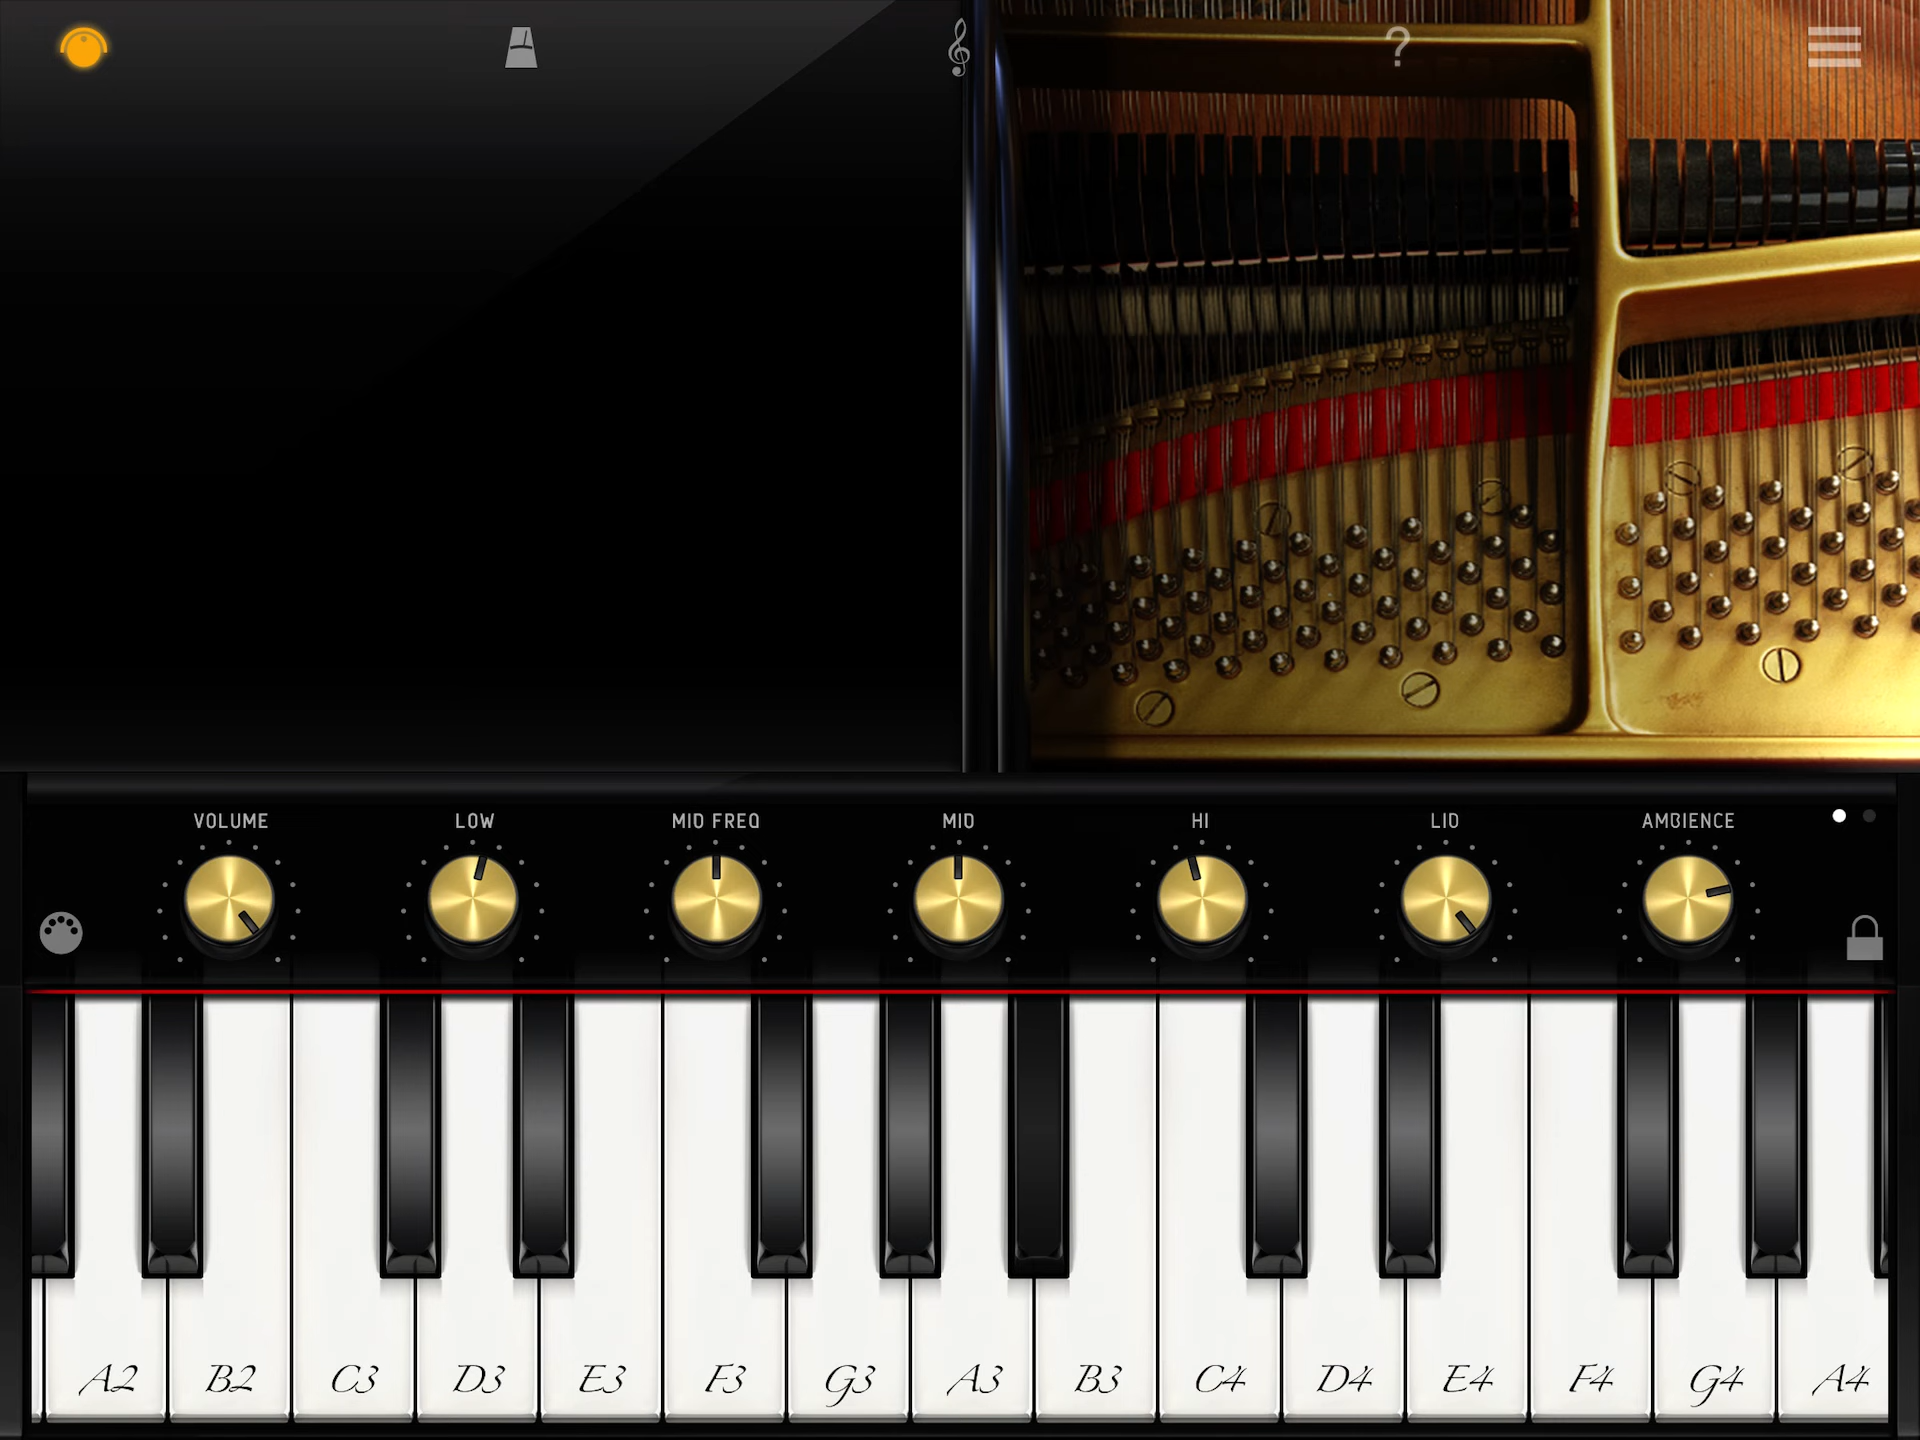 ?
VOLUME LOW MID FREQ MID HI LID AMBIENCE
A2 B2 C3 D3 E3 F3 G3 A3 B3 C4 D4 E4 F4 G4 A4